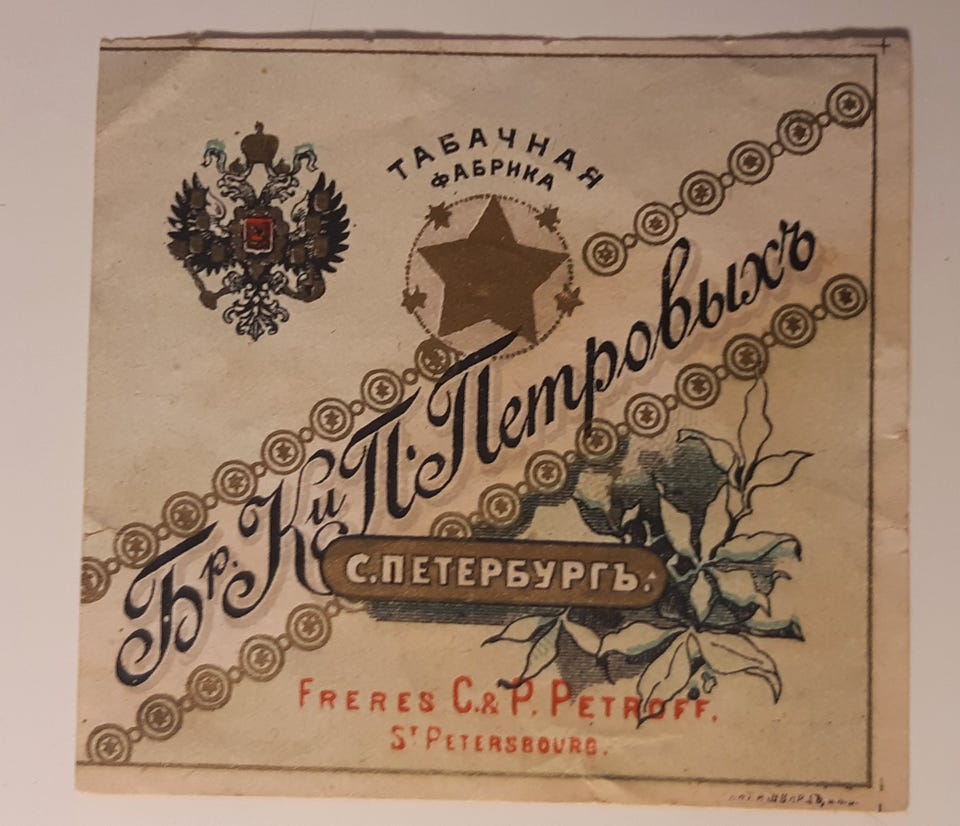 ТАБАЧНАЯ
ФАБРИКА
Бр. К и П. Петровыхъ
С. ПЕТЕРБУРГЪ.
FRERES C. & P. PETROFF.
ST PETERSBOURG.